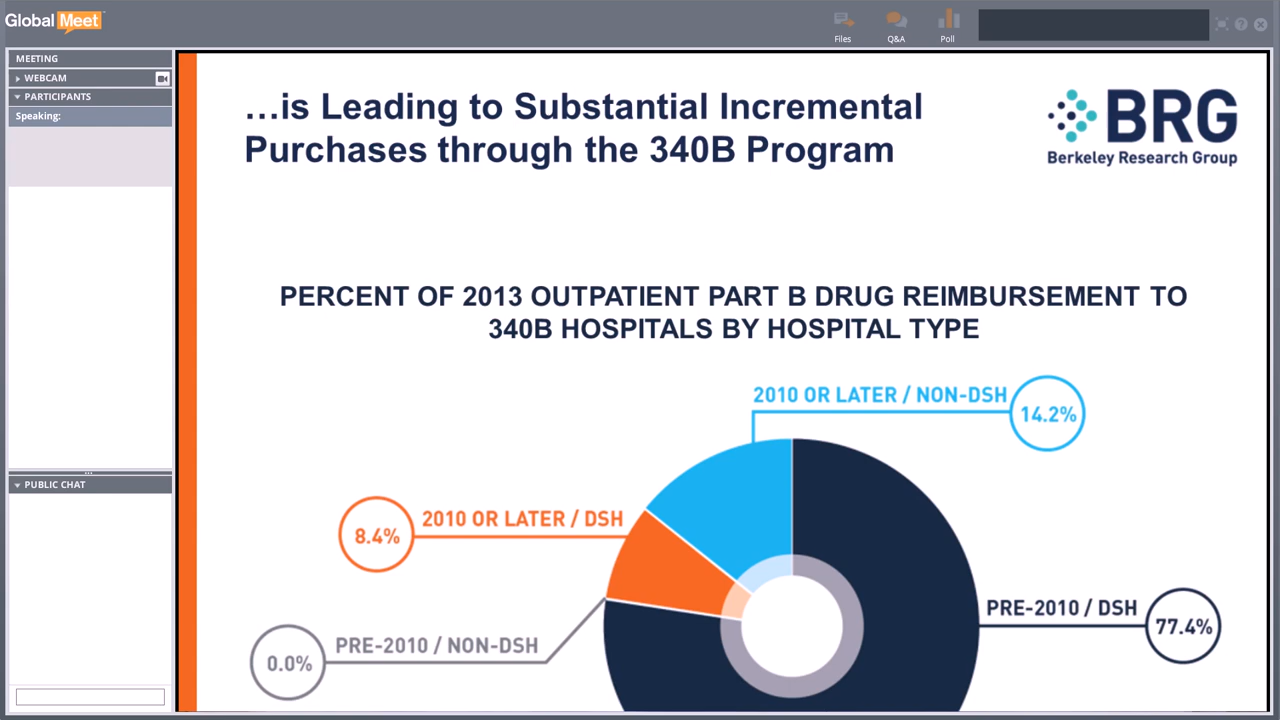 Global Meet
Files
Q&A
Poll
MEETING
WEBCAM
PARTICIPANTS
Speaking:
PUBLIC CHAT
…is Leading to Substantial Incremental
Purchases through the 340B Program
BRG
Berkeley Research Group
PERCENT OF 2013 OUTPATIENT PART B DRUG REIMBURSEMENT TO
340B HOSPITALS BY HOSPITAL TYPE
2010 OR LATER / NON-DSH
14.2%
2010 OR LATER / DSH
8.4%
PRE-2010 / DSH
77.4%
PRE-2010 / NON-DSH
0.0%